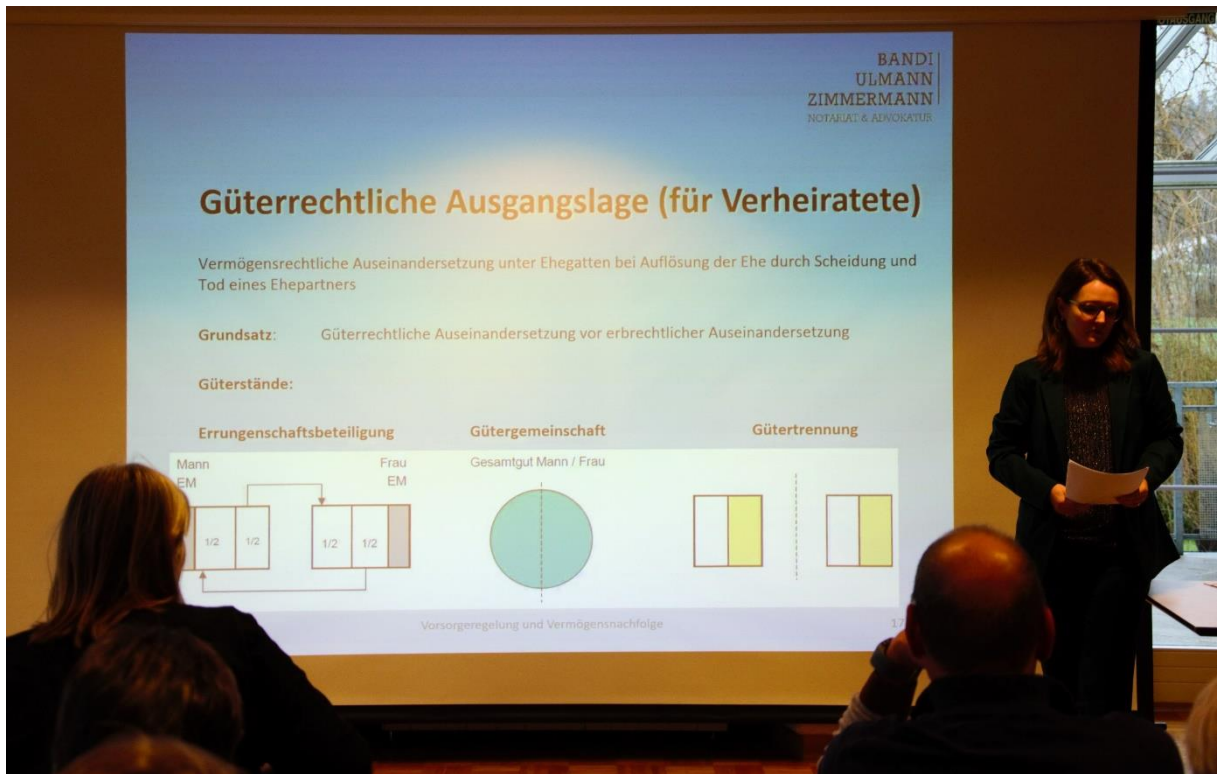 BANDI
ULMANN
ZIMMERMANN
NOTARIAT & ADVOKATUR
Güterrechtliche Ausgangslage (für Verheiratete)
Vermögensrechtliche Auseinandersetzung unter Ehegatten bei Auflösung der Ehe durch Scheidung und
Tod eines Ehepartners
Grundsatz: Güterrechtliche Auseinandersetzung vor erbrechtlicher Auseinandersetzung
Güterstände:
Errungenschaftsbeteiligung Gütergemeinschaft Gütertrennung
Mann Frau Gesamtgut Mann / Frau
EM EM
1/2 1/2 1/2 1/2
Vorsorgeregelung und Vermögensnachfolge 17